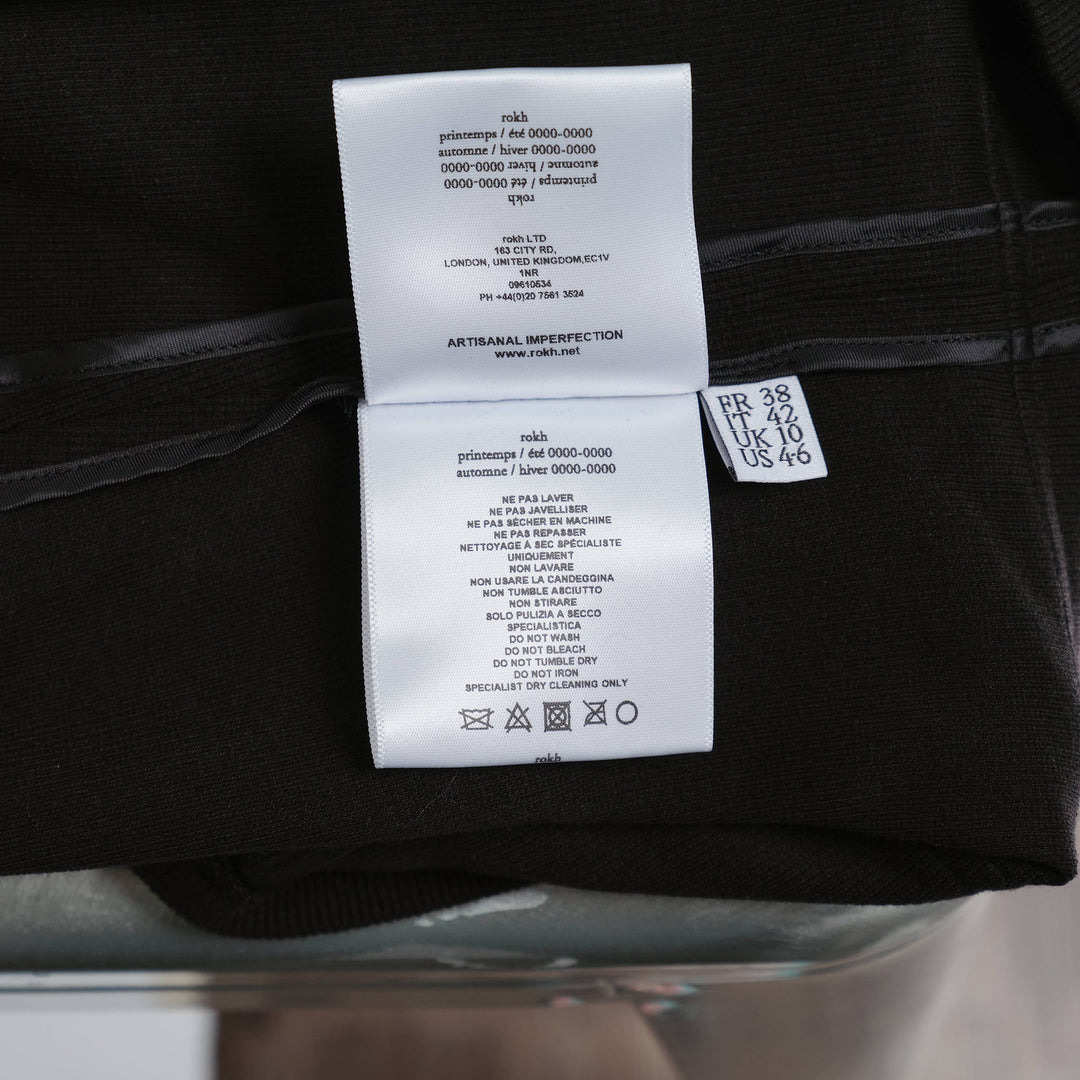 rokh
printemps / été 0000-0000
automne / hiver 0000-0000
automne / hiver 0000-0000
printemps / été 0000-0000
rokh
rokh LTD
163 CITY RD,
LONDON, UNITED KINGDOM,EC1V
1NR
09610534
PH +44(0)20 7561 3524
ARTISANAL IMPERFECTION
www.rokh.net
FR 38
IT 42
UK 10
US 4-6
rokh
printemps / été 0000-0000
automne / hiver 0000-0000
NE PAS LAVER
NE PAS JAVELLISER
NE PAS SÉCHER EN MACHINE
NE PAS REPASSER
NETTOYAGE À SEC SPÉCIALISTE
UNIQUEMENT
NON LAVARE
NON USARE LA CANDEGGINA
NON TUMBLE ASCIUTTO
NON STIRARE
SOLO PULIZIA A SECCO
SPECIALISTICA
DO NOT WASH
DO NOT BLEACH
DO NOT TUMBLE DRY
DO NOT IRON
SPECIALIST DRY CLEANING ONLY
rokh